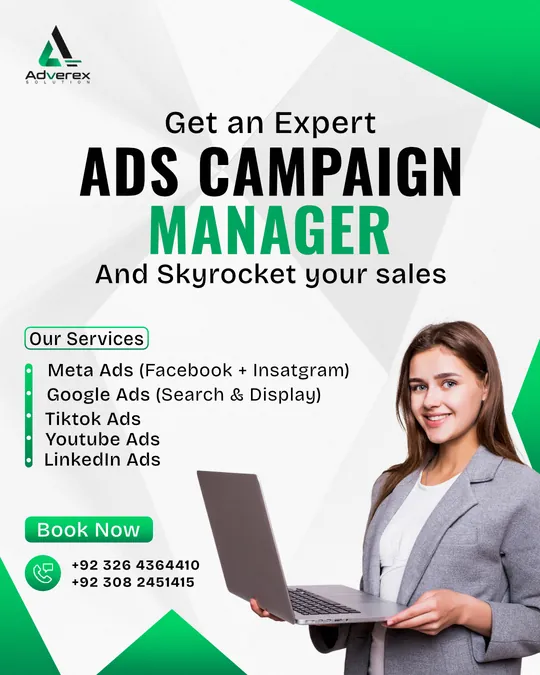 Adverex
SOLUTION
Get an Expert
ADS CAMPAIGN
MANAGER
And Skyrocket your sales
Our Services
Meta Ads (Facebook + Insatgram)
Google Ads (Search & Display)
Tiktok Ads
Youtube Ads
LinkedIn Ads
Book Now
+92 326 4364410
+92 308 2451415